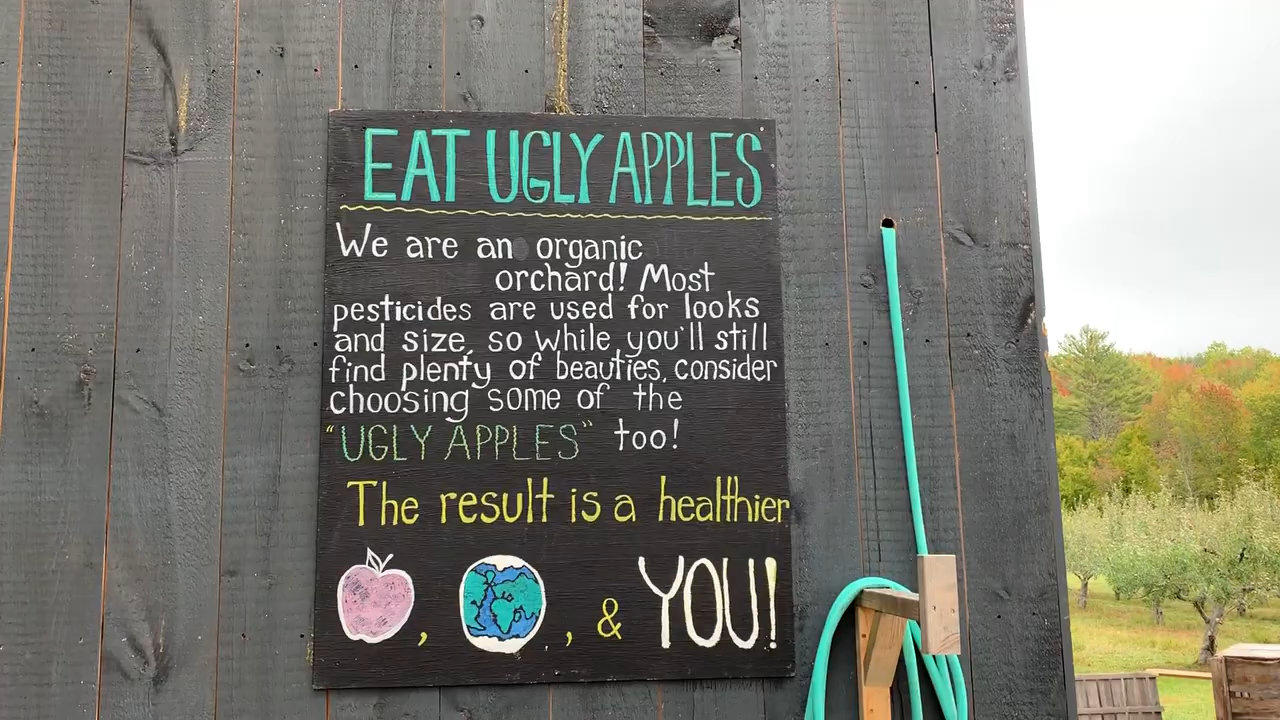 EAT UGLY APPLES
We are an organic
orchard! Most
pesticides are used for looks
and size, so while you'll still
find plenty of beauties, consider
choosing some of the
"UGLY APPLES" too!
The result is a healthier
, , & YOU!